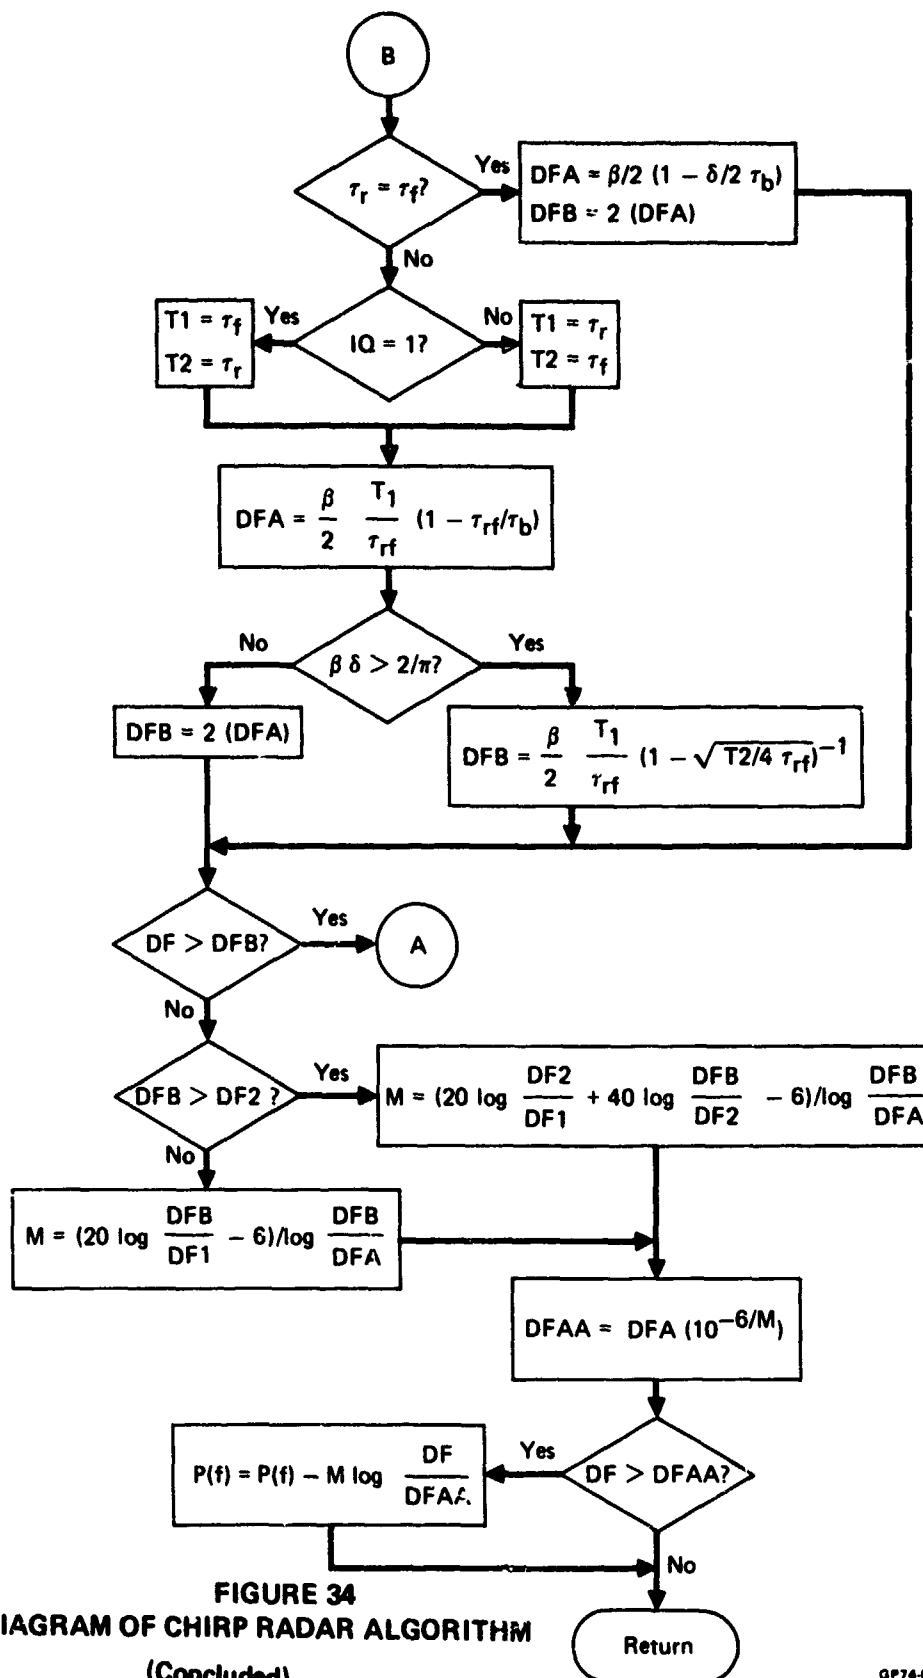 B
τr = τf?
Yes
DFA = β/2 (1 − δ/2 τb)
DFB = 2 (DFA)
No
T1 = τf
T2 = τr
Yes
IQ = 1?
No
T1 = τr
T2 = τf
DFA = β/2 T1/τrf (1 − τrf/τb)
No
β δ > 2/π?
Yes
DFB = 2 (DFA)
DFB = β/2 T1/τrf (1 − √T2/4 τrf)−1
DF > DFB?
Yes
A
No
DFB > DF2 ?
Yes
M = (20 log DF2/DF1 + 40 log DFB/DF2 − 6)/log DFB/DFA
No
M = (20 log DFB/DF1 − 6)/log DFB/DFA
DFAA = DFA (10−6/M)
P(f) = P(f) − M log DF/DFAA
Yes
DF > DFAA?
No
FIGURE 34
IAGRAM OF CHIRP RADAR ALGORITHM
(Concluded)
Return